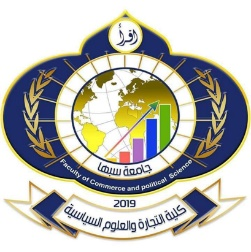 اقرأ
جامعة سبها
Faculty of Commerce and political Science
2019
كلية التجارة والعلوم السياسية